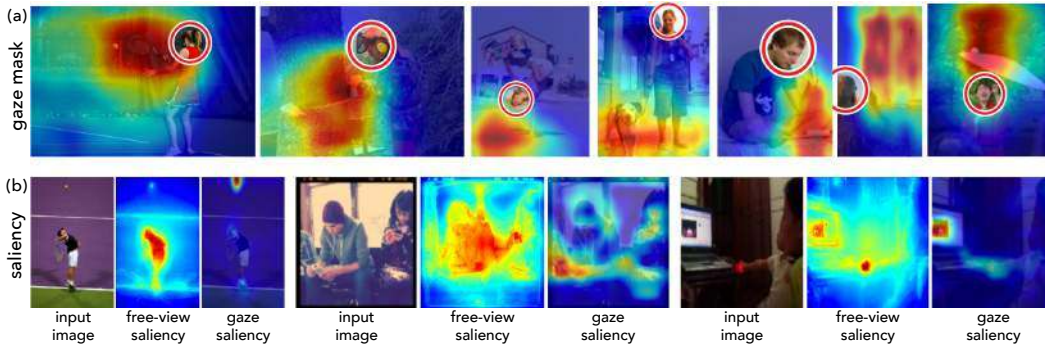 (a)
gaze mask
(b)
saliency
input image
free-view saliency
gaze saliency
input image
free-view saliency
gaze saliency
input image
free-view saliency
gaze saliency